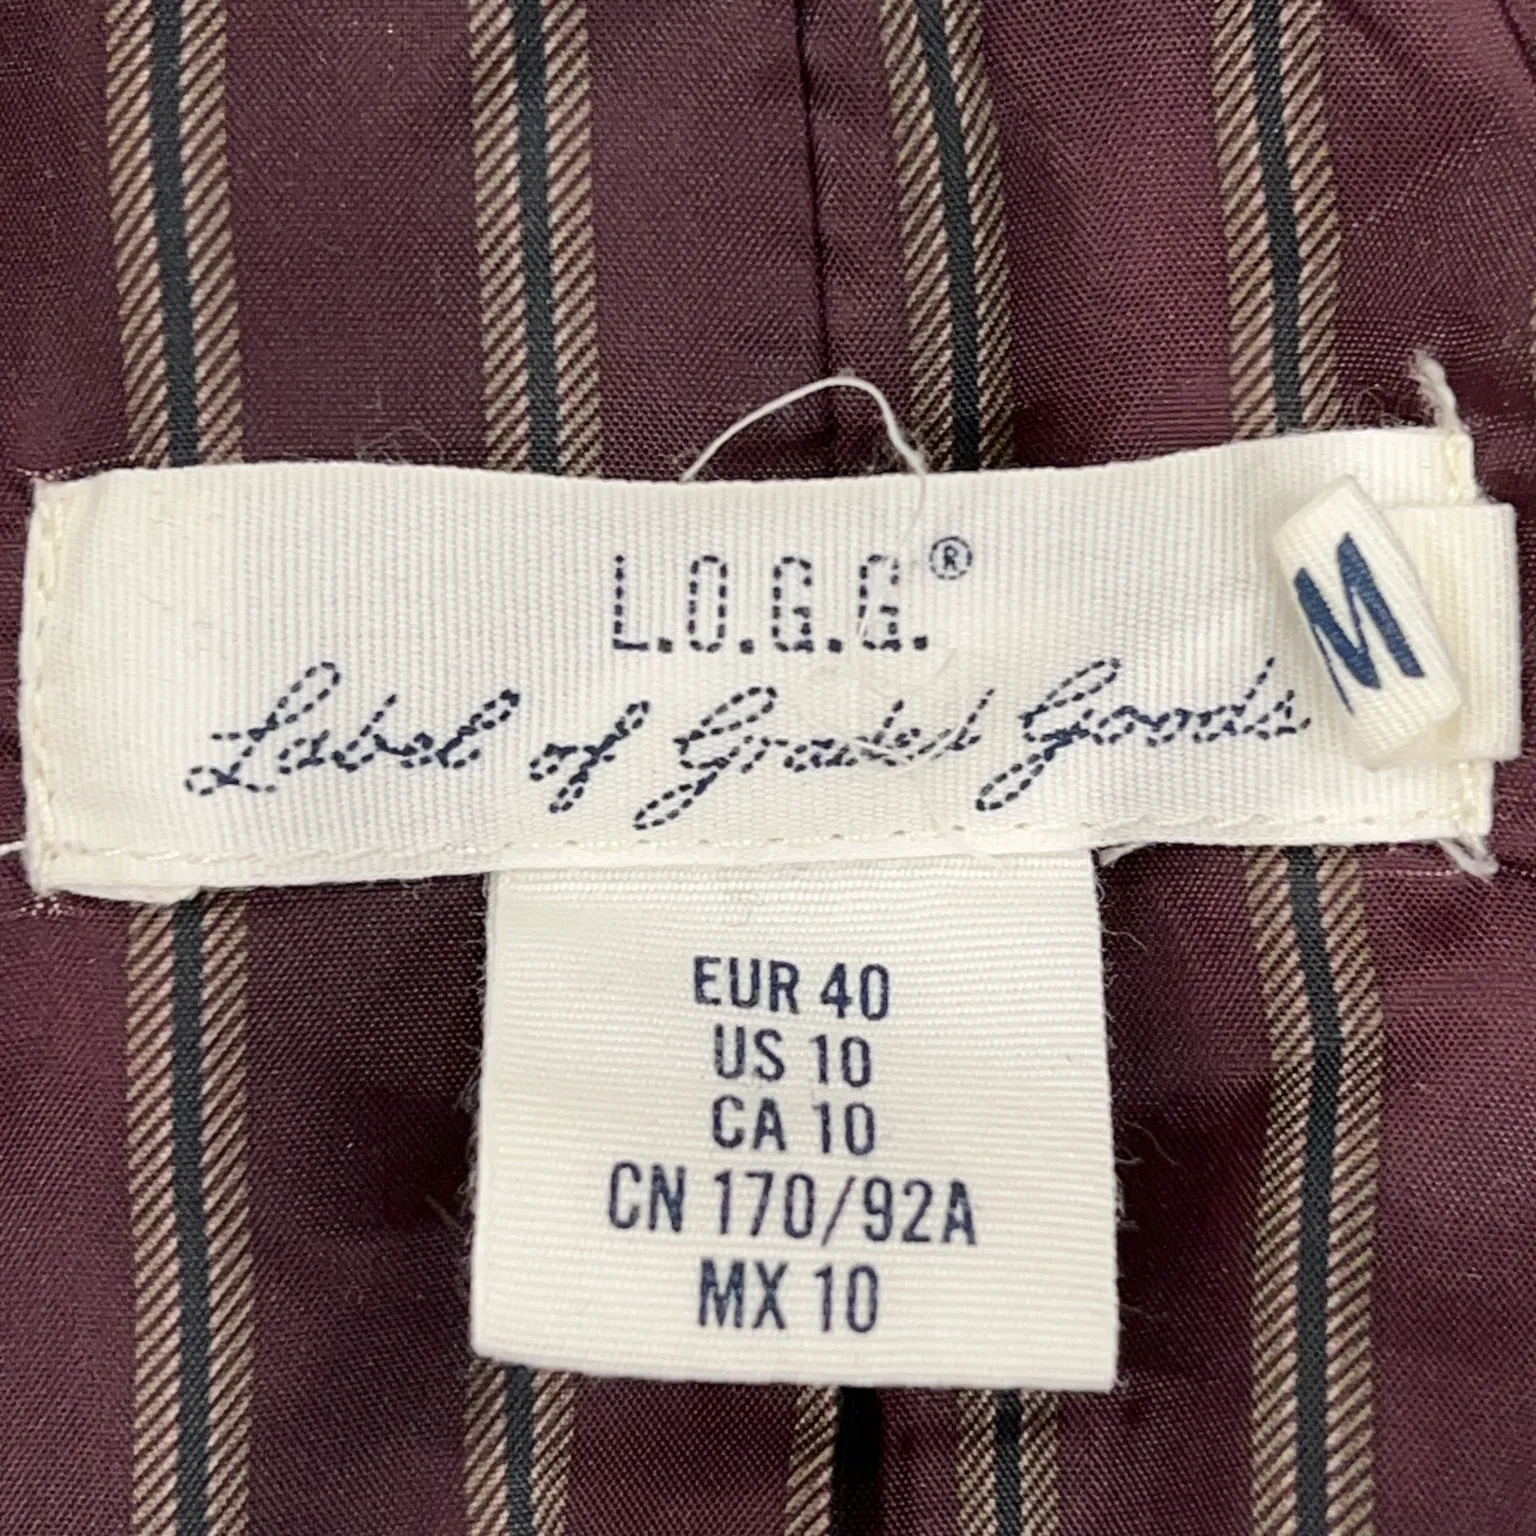 L.O.G.G.®
Label of Graded Goods
M
EUR 40
US 10
CA 10
CN 170/92A
MX 10